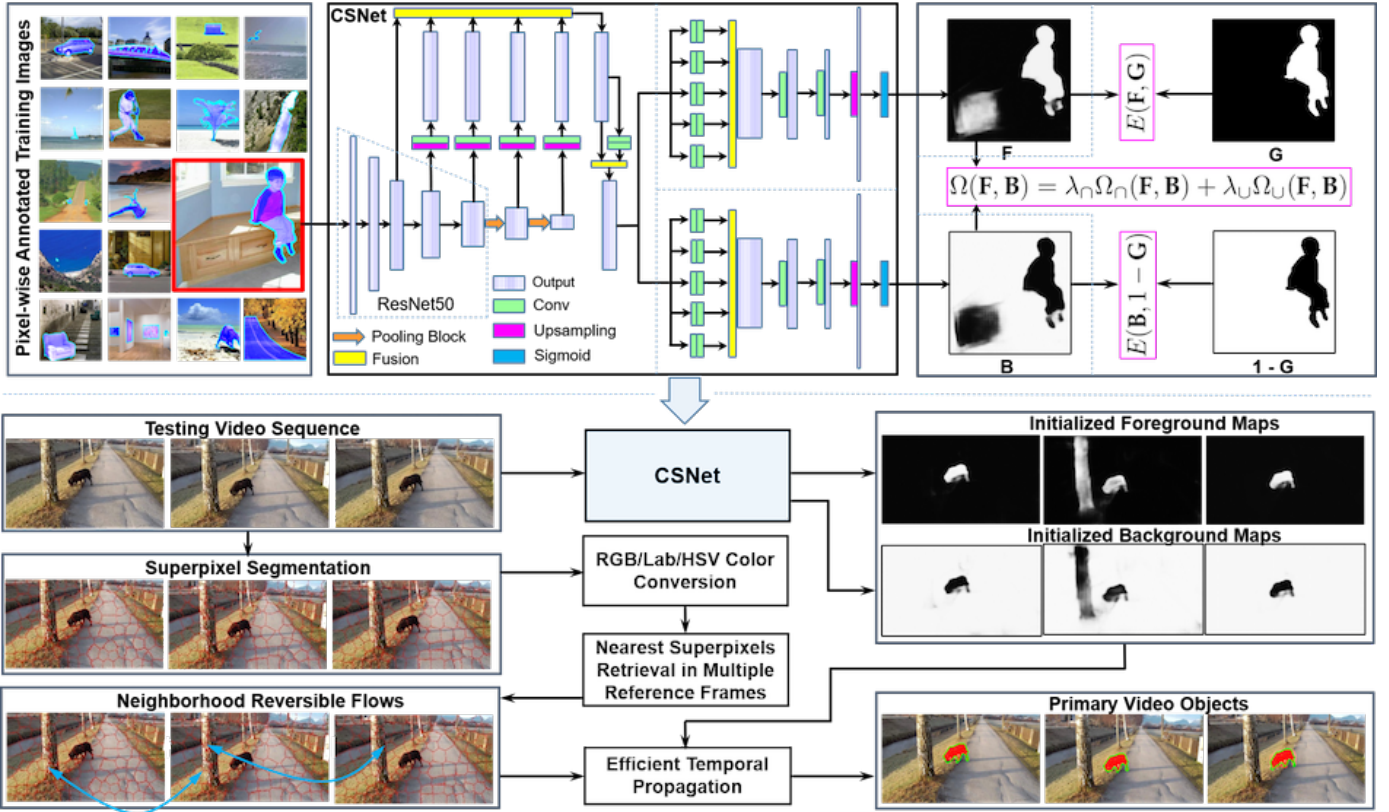 Pixel-wise Annotated Training Images
CSNet
ResNet50
Pooling Block
Fusion
Output
Conv
Upsampling
Sigmoid
F
E(F, G)
G
Ω(F, B) = λ∩Ω∩(F, B) + λ∪Ω∪(F, B)
B
E(B, 1 − G)
1 - G
Testing Video Sequence
CSNet
Initialized Foreground Maps
Initialized Background Maps
Superpixel Segmentation
RGB/Lab/HSV Color
Conversion
Nearest Superpixels
Retrieval in Multiple
Reference Frames
Neighborhood Reversible Flows
Efficient Temporal
Propagation
Primary Video Objects